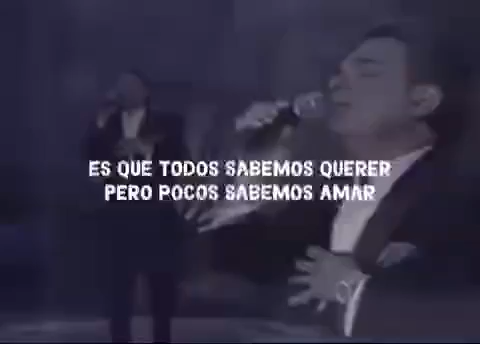 ES QUE TODOS SABEMOS QUERER
PERO POCOS SABEMOS AMAR